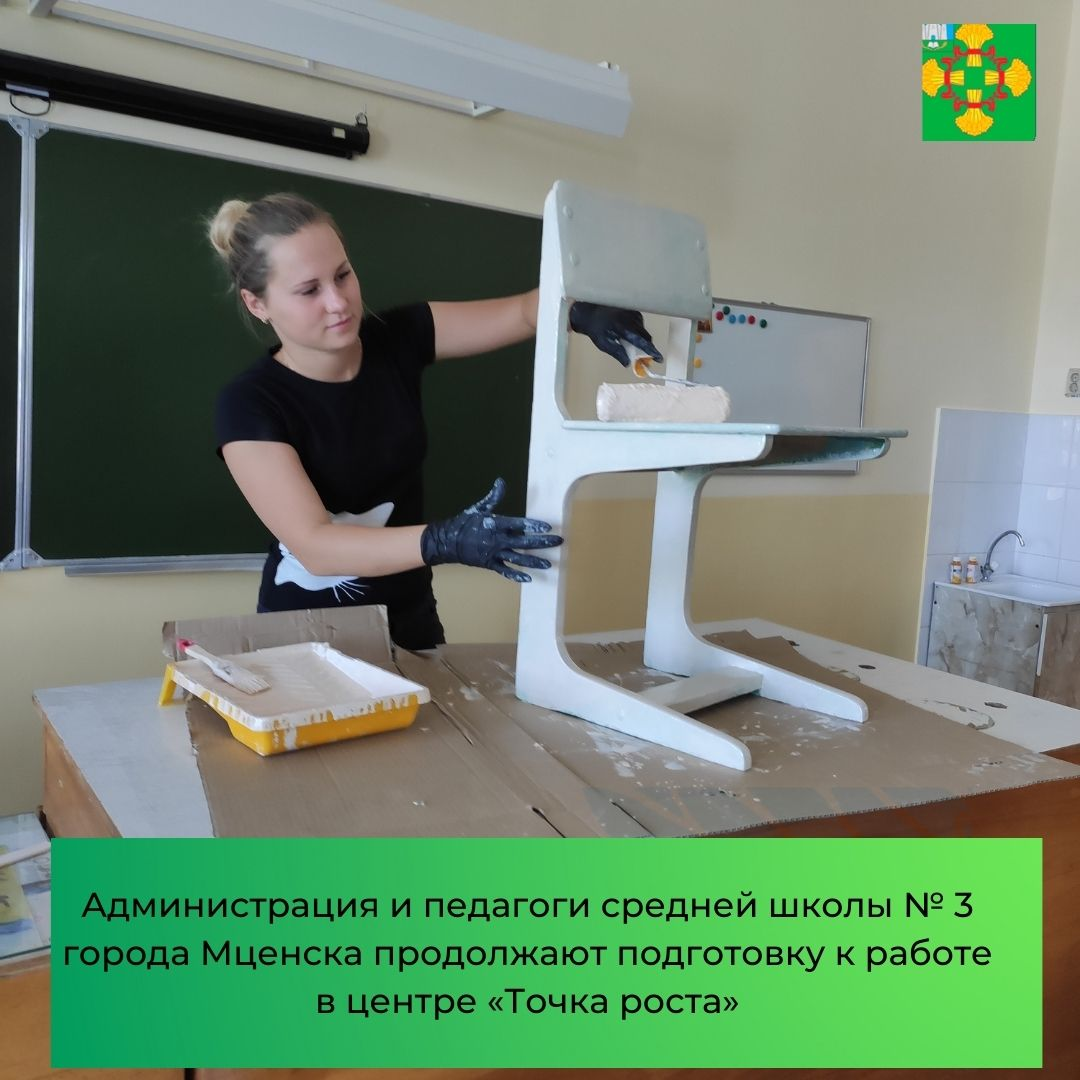 Администрация и педагоги средней школы № 3
города Мценска продолжают подготовку к работе
в центре «Точка роста»